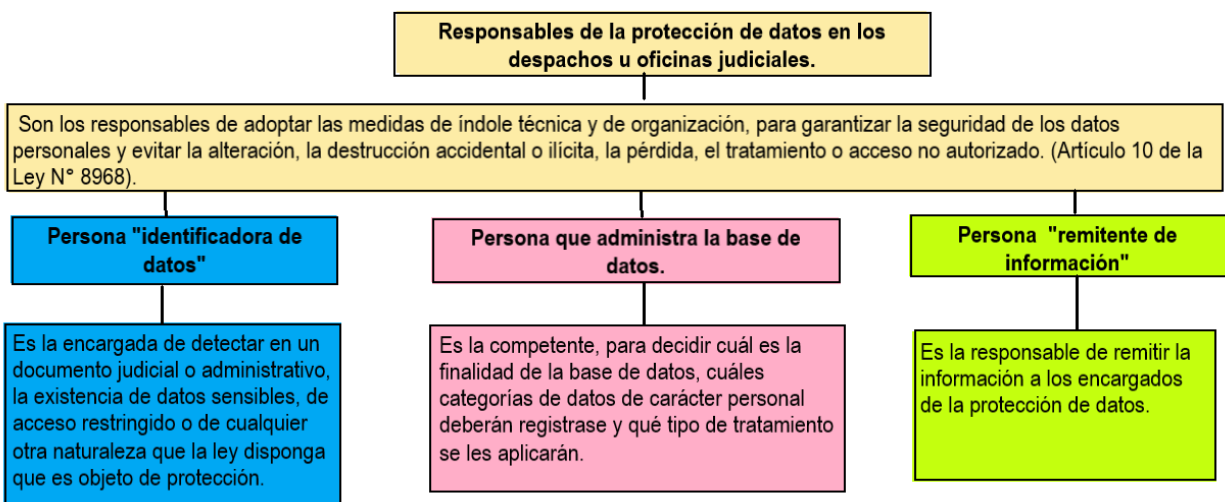 Responsables de la protección de datos en los
despachos u oficinas judiciales.
Son los responsables de adoptar las medidas de índole técnica y de organización, para garantizar la seguridad de los datos
personales y evitar la alteración, la destrucción accidental o ilícita, la pérdida, el tratamiento o acceso no autorizado. (Artículo 10 de la
Ley N° 8968).
Persona "identificadora de
datos"
Es la encargada de detectar en un
documento judicial o administrativo,
la existencia de datos sensibles, de
acceso restringido o de cualquier
otra naturaleza que la ley disponga
que es objeto de protección.
Persona que administra la base de
datos.
Es la competente, para decidir cuál es la
finalidad de la base de datos, cuáles
categorías de datos de carácter personal
deberán registrase y qué tipo de tratamiento
se les aplicarán.
Persona "remitente de
información"
Es la responsable de remitir la
información a los encargados
de la protección de datos.